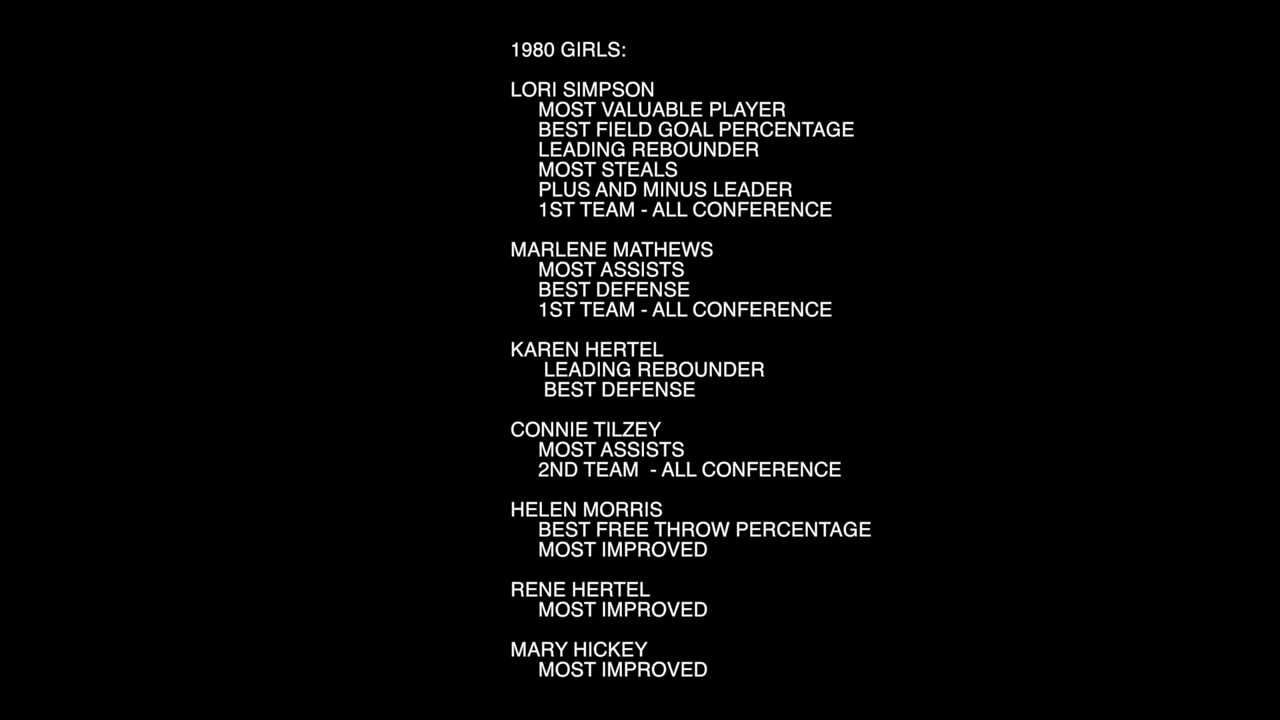 1980 GIRLS:
LORI SIMPSON
MOST VALUABLE PLAYER
BEST FIELD GOAL PERCENTAGE
LEADING REBOUNDER
MOST STEALS
PLUS AND MINUS LEADER
1ST TEAM - ALL CONFERENCE
MARLENE MATHEWS
MOST ASSISTS
BEST DEFENSE
1ST TEAM - ALL CONFERENCE
KAREN HERTEL
LEADING REBOUNDER
BEST DEFENSE
CONNIE TILZEY
MOST ASSISTS
2ND TEAM  - ALL CONFERENCE
HELEN MORRIS
BEST FREE THROW PERCENTAGE
MOST IMPROVED
RENE HERTEL
MOST IMPROVED
MARY HICKEY
MOST IMPROVED